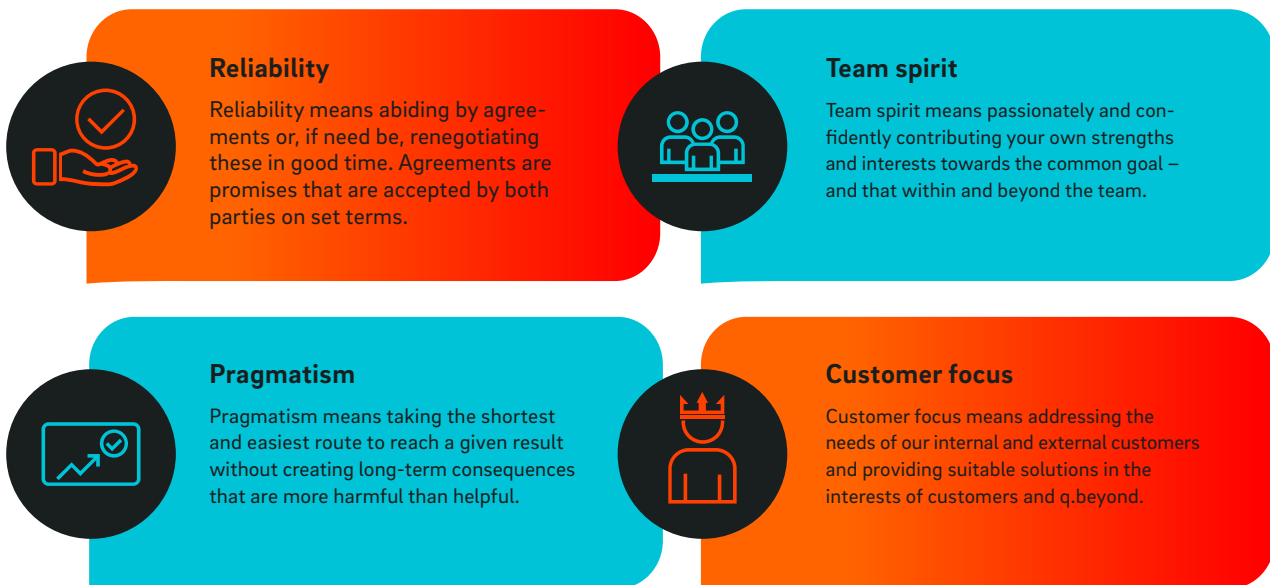 Reliability
Reliability means abiding by agree-
ments or, if need be, renegotiating
these in good time. Agreements are
promises that are accepted by both
parties on set terms.
Team spirit
Team spirit means passionately and con-
fidently contributing your own strengths
and interests towards the common goal –
and that within and beyond the team.
Pragmatism
Pragmatism means taking the shortest
and easiest route to reach a given result
without creating long-term consequences
that are more harmful than helpful.
Customer focus
Customer focus means addressing the
needs of our internal and external customers
and providing suitable solutions in the
interests of customers and q.beyond.